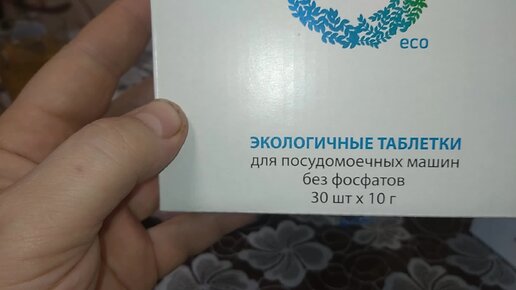 eco
ЭКОЛОГИЧНЫЕ ТАБЛЕТКИ
для посудомоечных машин
без фосфатов
30 шт х 10 г